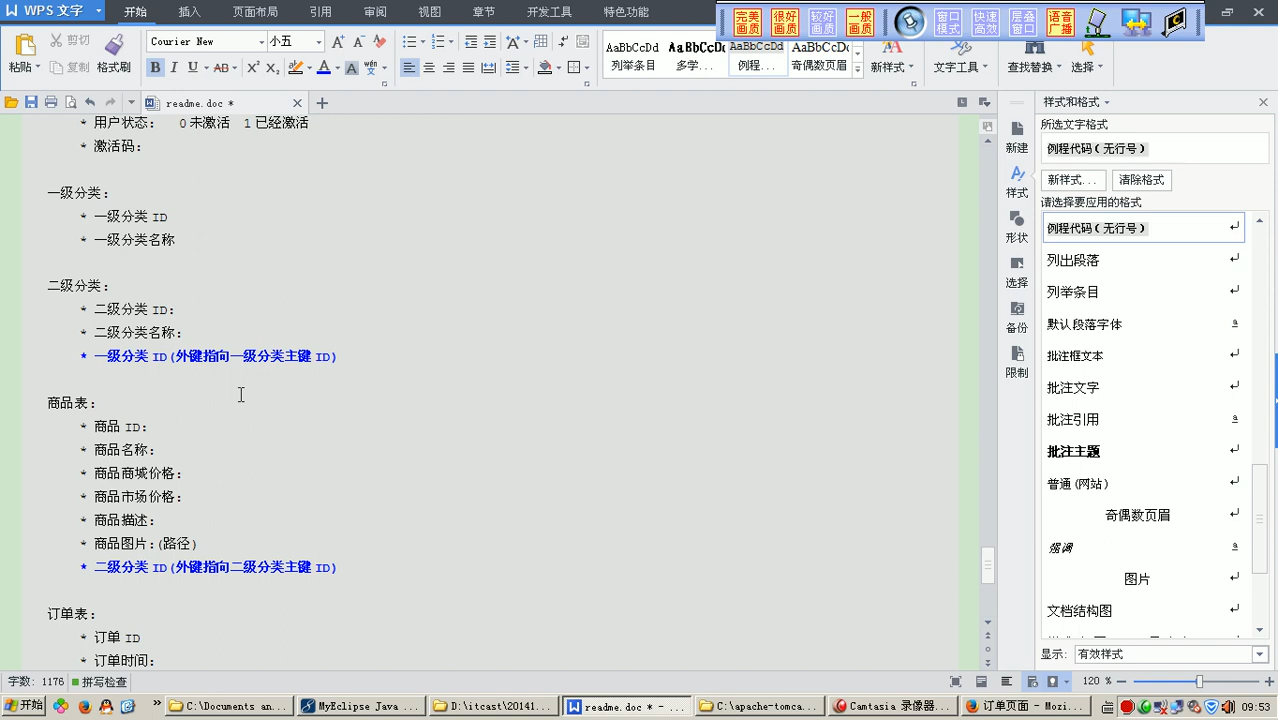 WPS 文字
开始
插入
页面布局
引用
审阅
视图
章节
开发工具
特色功能
完美画质
很好画质
较好画质
一般画质
窗口模式
快速高效
层叠窗口
语音广播
粘贴
剪切
复制
格式刷
Courier New
小五
AaBbCcDd
列举条目
AaBbCcD
多学...
AaBbCcDd
例程...
AaBbCcD
奇偶数页眉
新样式
文字工具
查找替换
选择
readme.doc *
* 用户状态: 0 未激活 1 已经激活
* 激活码:
一级分类:
* 一级分类 ID
* 一级分类名称
二级分类:
* 二级分类 ID:
* 二级分类名称:
* 一级分类 ID(外键指向一级分类主键 ID)
商品表:
* 商品 ID:
* 商品名称:
* 商品商城价格:
* 商品市场价格:
* 商品描述:
* 商品图片:(路径)
* 二级分类 ID(外键指向二级分类主键 ID)
订单表:
* 订单 ID
* 订单时间:
新建
样式
形状
选择
备份
限制
样式和格式
所选文字格式
例程代码(无行号)
新样式...
清除格式
请选择要应用的格式
例程代码(无行号)
列出段落
列举条目
默认段落字体
批注框文本
批注文字
批注引用
批注主题
普通(网站)
奇偶数页眉
强调
图片
文档结构图
显示:
有效样式
字数: 1176
拼写检查
120 %
开始
C:\Documents an...
MyEclipse Java ...
D:\itcast\20141...
readme.doc * - ...
C:\apache-tomc...
Camtasia 录像器...
订单页面 - Mozi...
09:53